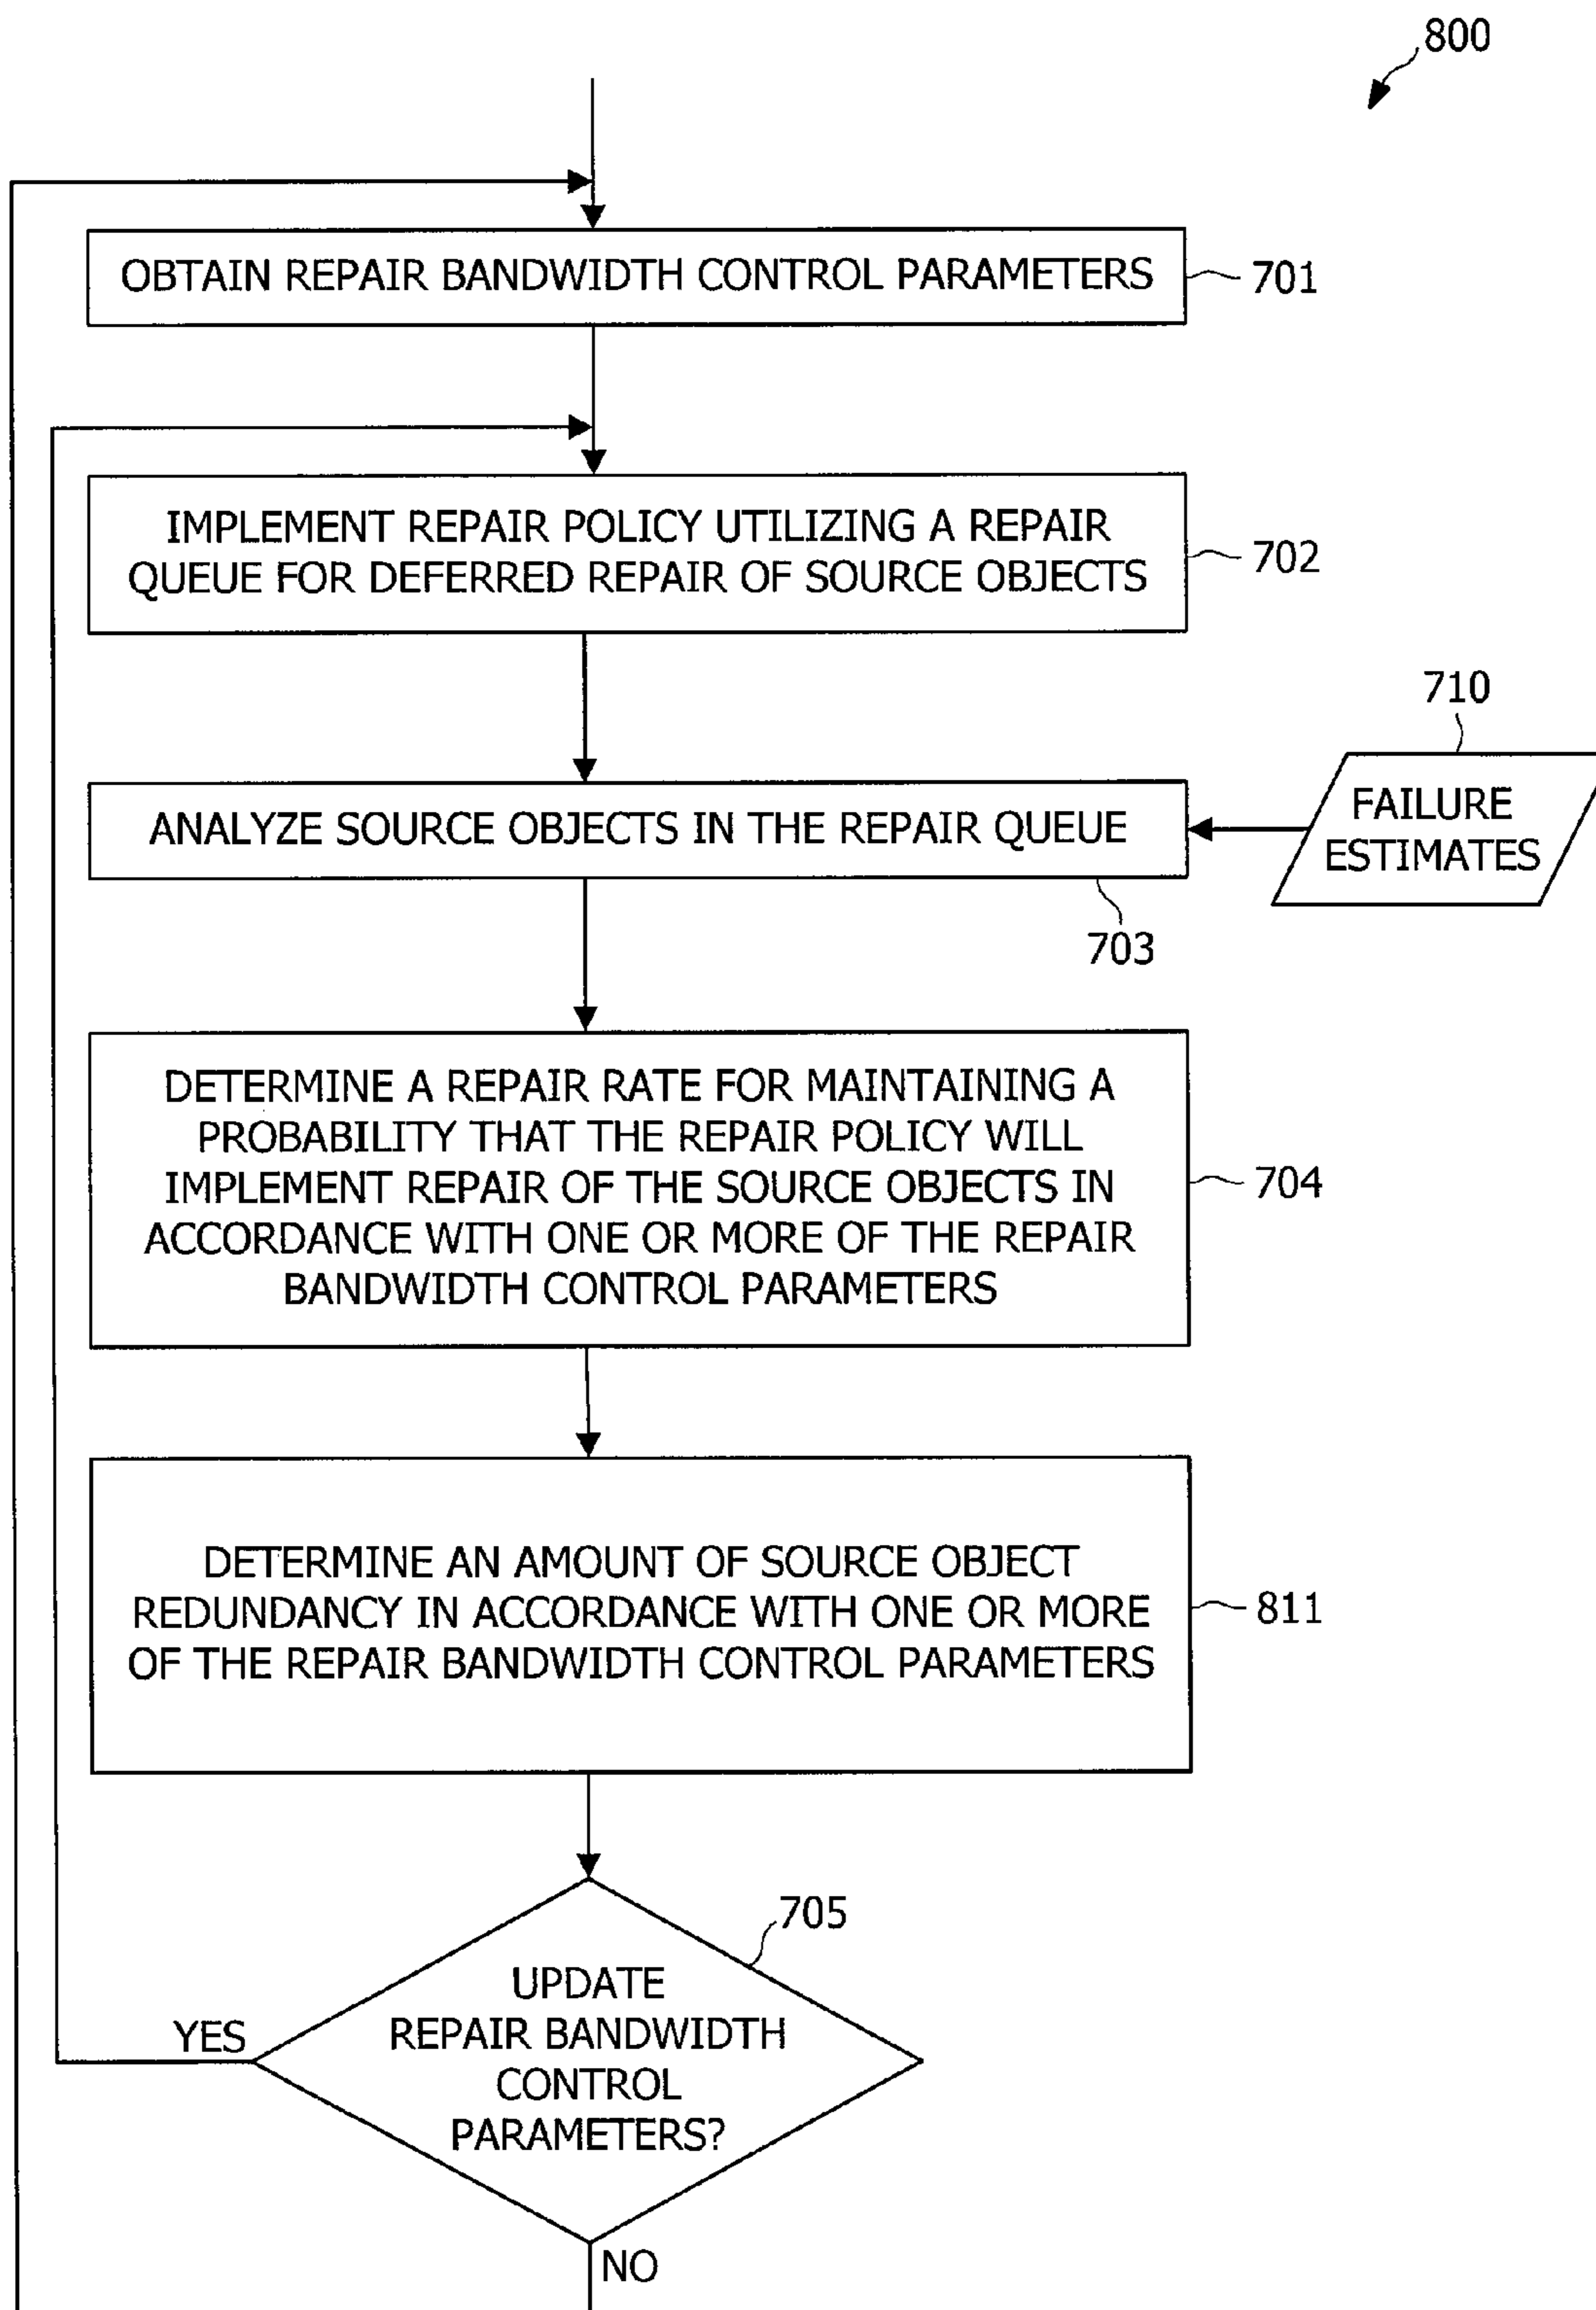 800
OBTAIN REPAIR BANDWIDTH CONTROL PARAMETERS
701
IMPLEMENT REPAIR POLICY UTILIZING A REPAIR
QUEUE FOR DEFERRED REPAIR OF SOURCE OBJECTS
702
710
FAILURE
ESTIMATES
ANALYZE SOURCE OBJECTS IN THE REPAIR QUEUE
703
DETERMINE A REPAIR RATE FOR MAINTAINING A
PROBABILITY THAT THE REPAIR POLICY WILL
IMPLEMENT REPAIR OF THE SOURCE OBJECTS IN
ACCORDANCE WITH ONE OR MORE OF THE REPAIR
BANDWIDTH CONTROL PARAMETERS
704
DETERMINE AN AMOUNT OF SOURCE OBJECT
REDUNDANCY IN ACCORDANCE WITH ONE OR MORE
OF THE REPAIR BANDWIDTH CONTROL PARAMETERS
811
705
UPDATE
REPAIR BANDWIDTH
CONTROL
PARAMETERS?
YES
NO